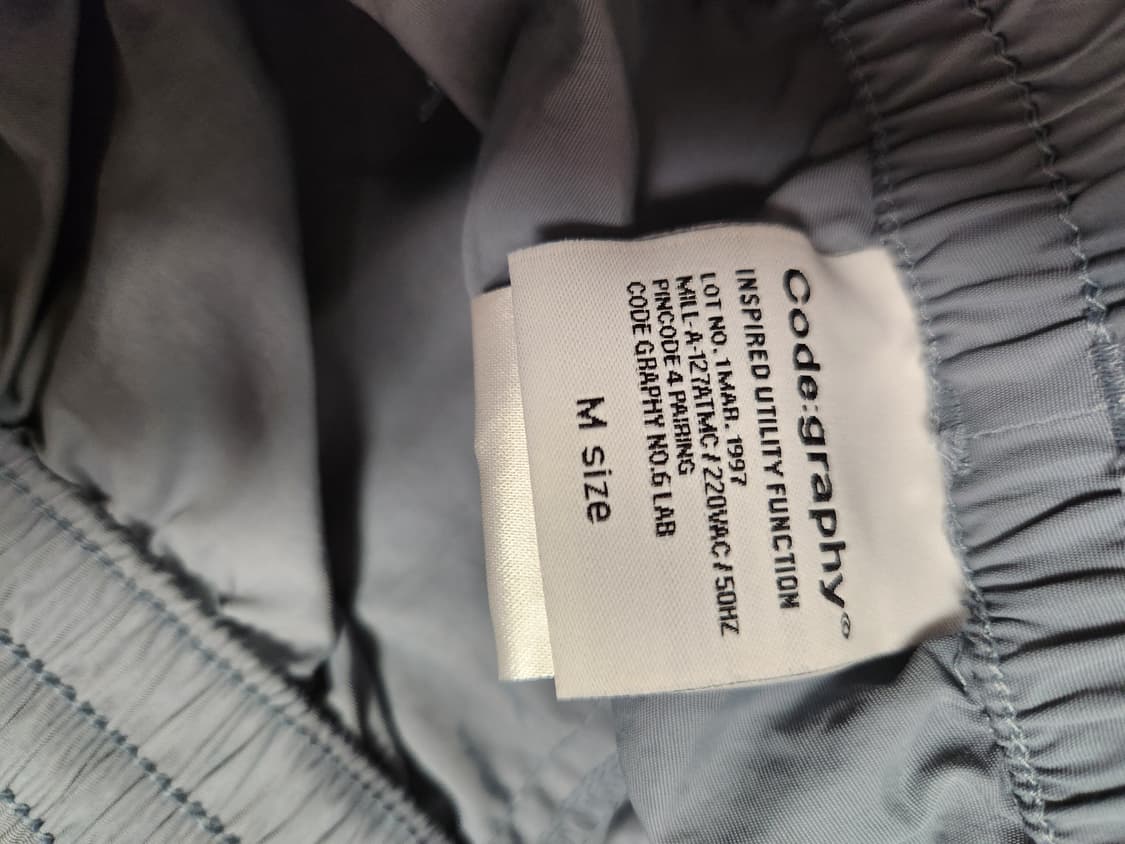 Code:graphy®
INSPIRED UTILITY FUNCTION
LOT NO. 1 MAR. 1997
MILL-A-127ATMC / 220VAC / 50HZ
PINCODE 4 PAIRING
CODE GRAPHY NO.6 LAB
M size